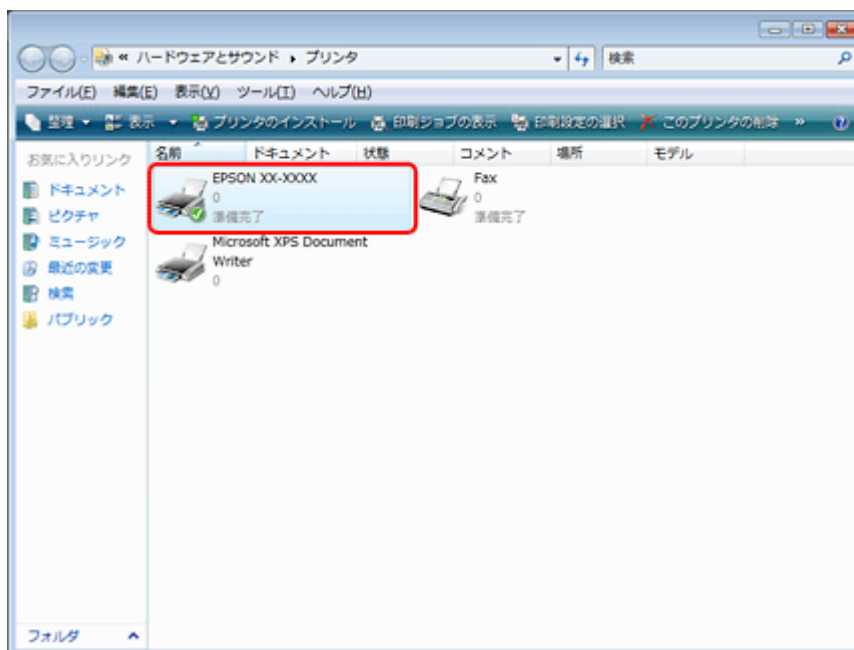 « ハードウェアとサウンド ▸ プリンタ
検索
ファイル(F) 編集(E) 表示(V) ツール(T) ヘルプ(H)
整理 表示 プリンタのインストール 印刷ジョブの表示 印刷設定の選択 このプリンタの削除 »
お気に入りリンク
ドキュメント
ピクチャ
ミュージック
最近の変更
検索
パブリック
名前 ドキュメント 状態 コメント 場所 モデル
EPSON XX-XXXX
0
準備完了
Fax
0
準備完了
Microsoft XPS Document
Writer
0
フォルダ